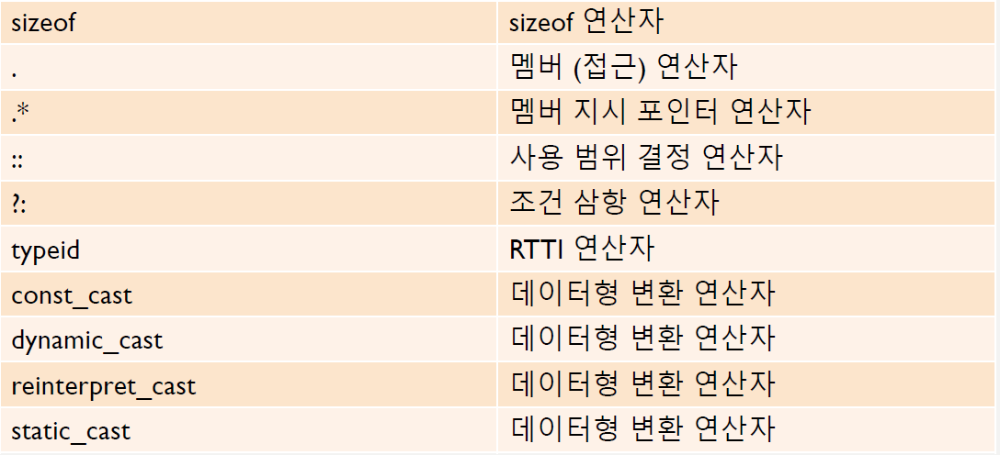 sizeof sizeof 연산자
. 멤버 (접근) 연산자
.* 멤버 지시 포인터 연산자
:: 사용 범위 결정 연산자
?: 조건 삼항 연산자
typeid RTTI 연산자
const_cast 데이터형 변환 연산자
dynamic_cast 데이터형 변환 연산자
reinterpret_cast 데이터형 변환 연산자
static_cast 데이터형 변환 연산자